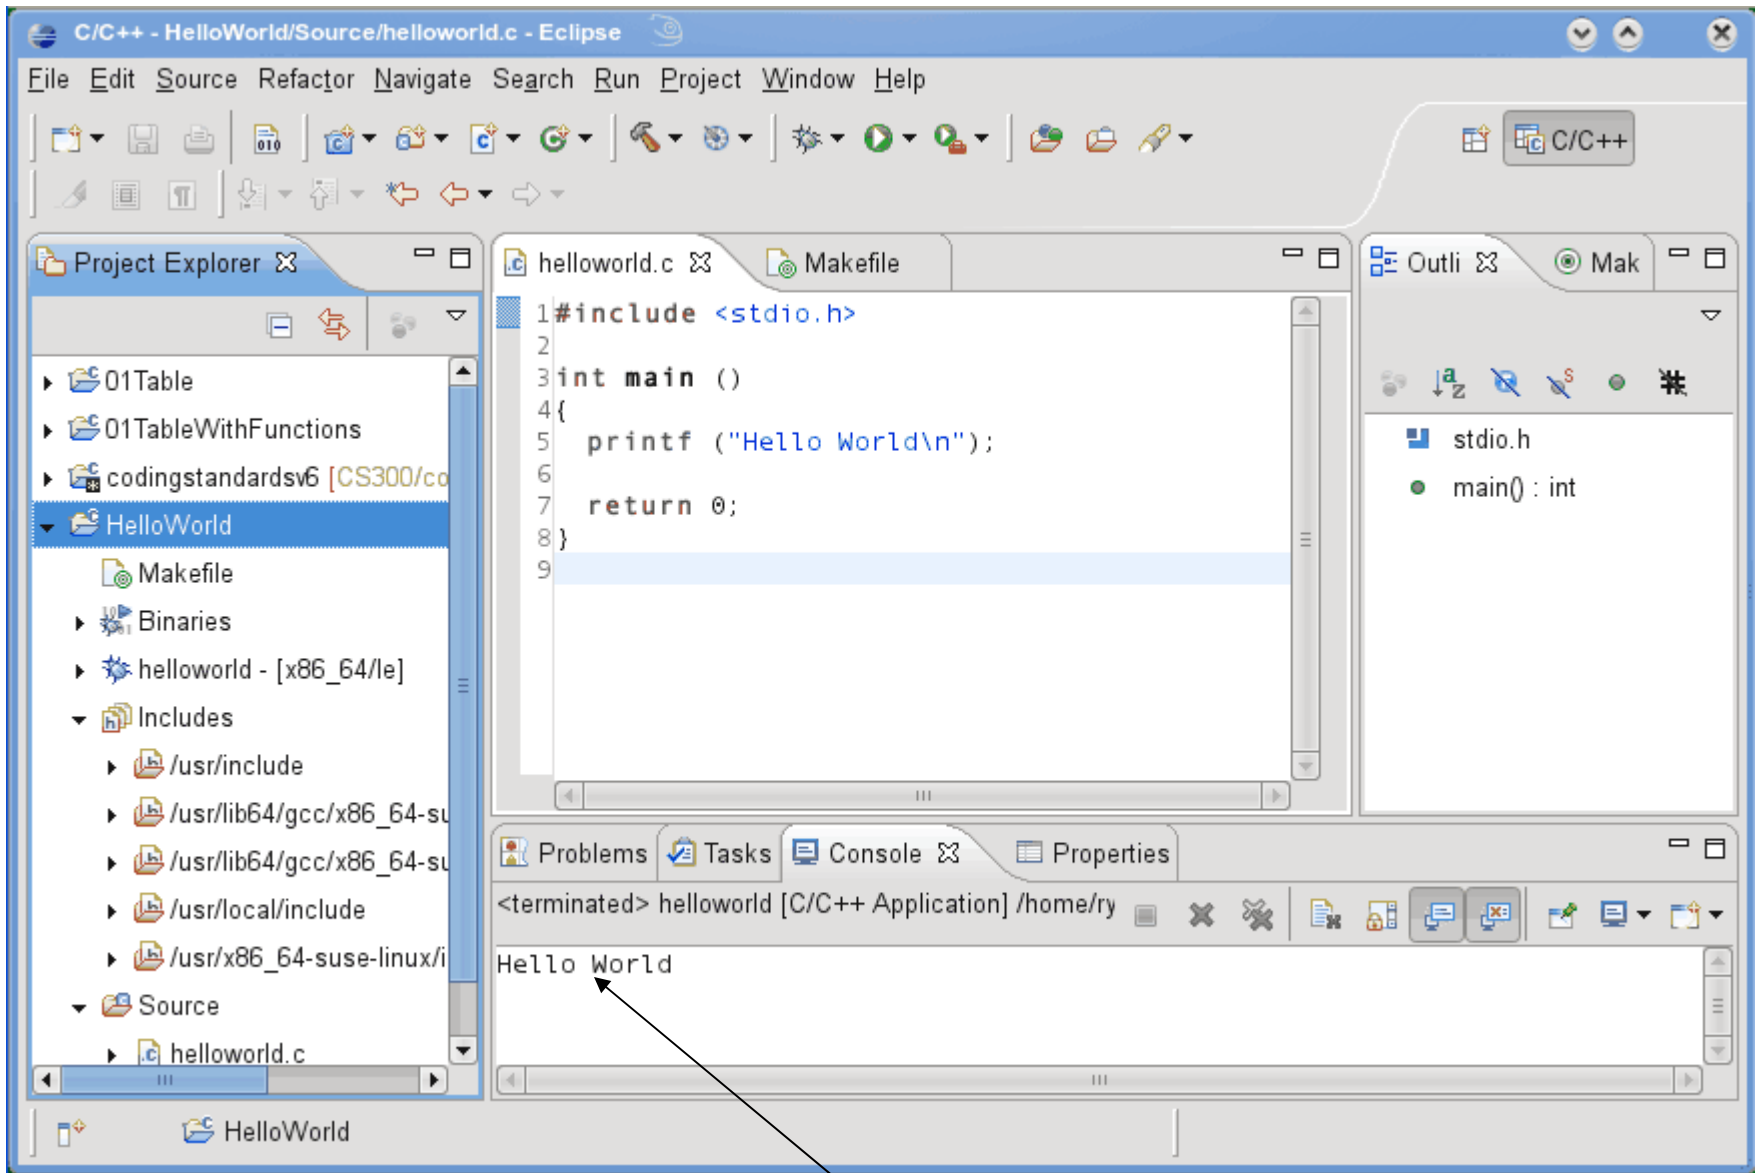 C/C++ - HelloWorld/Source/helloworld.c - Eclipse
File Edit Source Refactor Navigate Search Run Project Window Help
C/C++
Project Explorer
01Table
01TableWithFunctions
codingstandardsv6 [CS300/co
HelloWorld
Makefile
Binaries
helloworld - [x86_64/le]
Includes
/usr/include
/usr/lib64/gcc/x86_64-su
/usr/lib64/gcc/x86_64-su
/usr/local/include
/usr/x86_64-suse-linux/i
Source
helloworld.c
helloworld.c Makefile
1 #include <stdio.h>
2
3 int main ()
4 {
5 printf ("Hello World\n");
6
7 return 0;
8 }
9
Outli Mak
stdio.h
main() : int
Problems Tasks Console Properties
<terminated> helloworld [C/C++ Application] /home/ry
Hello World
HelloWorld